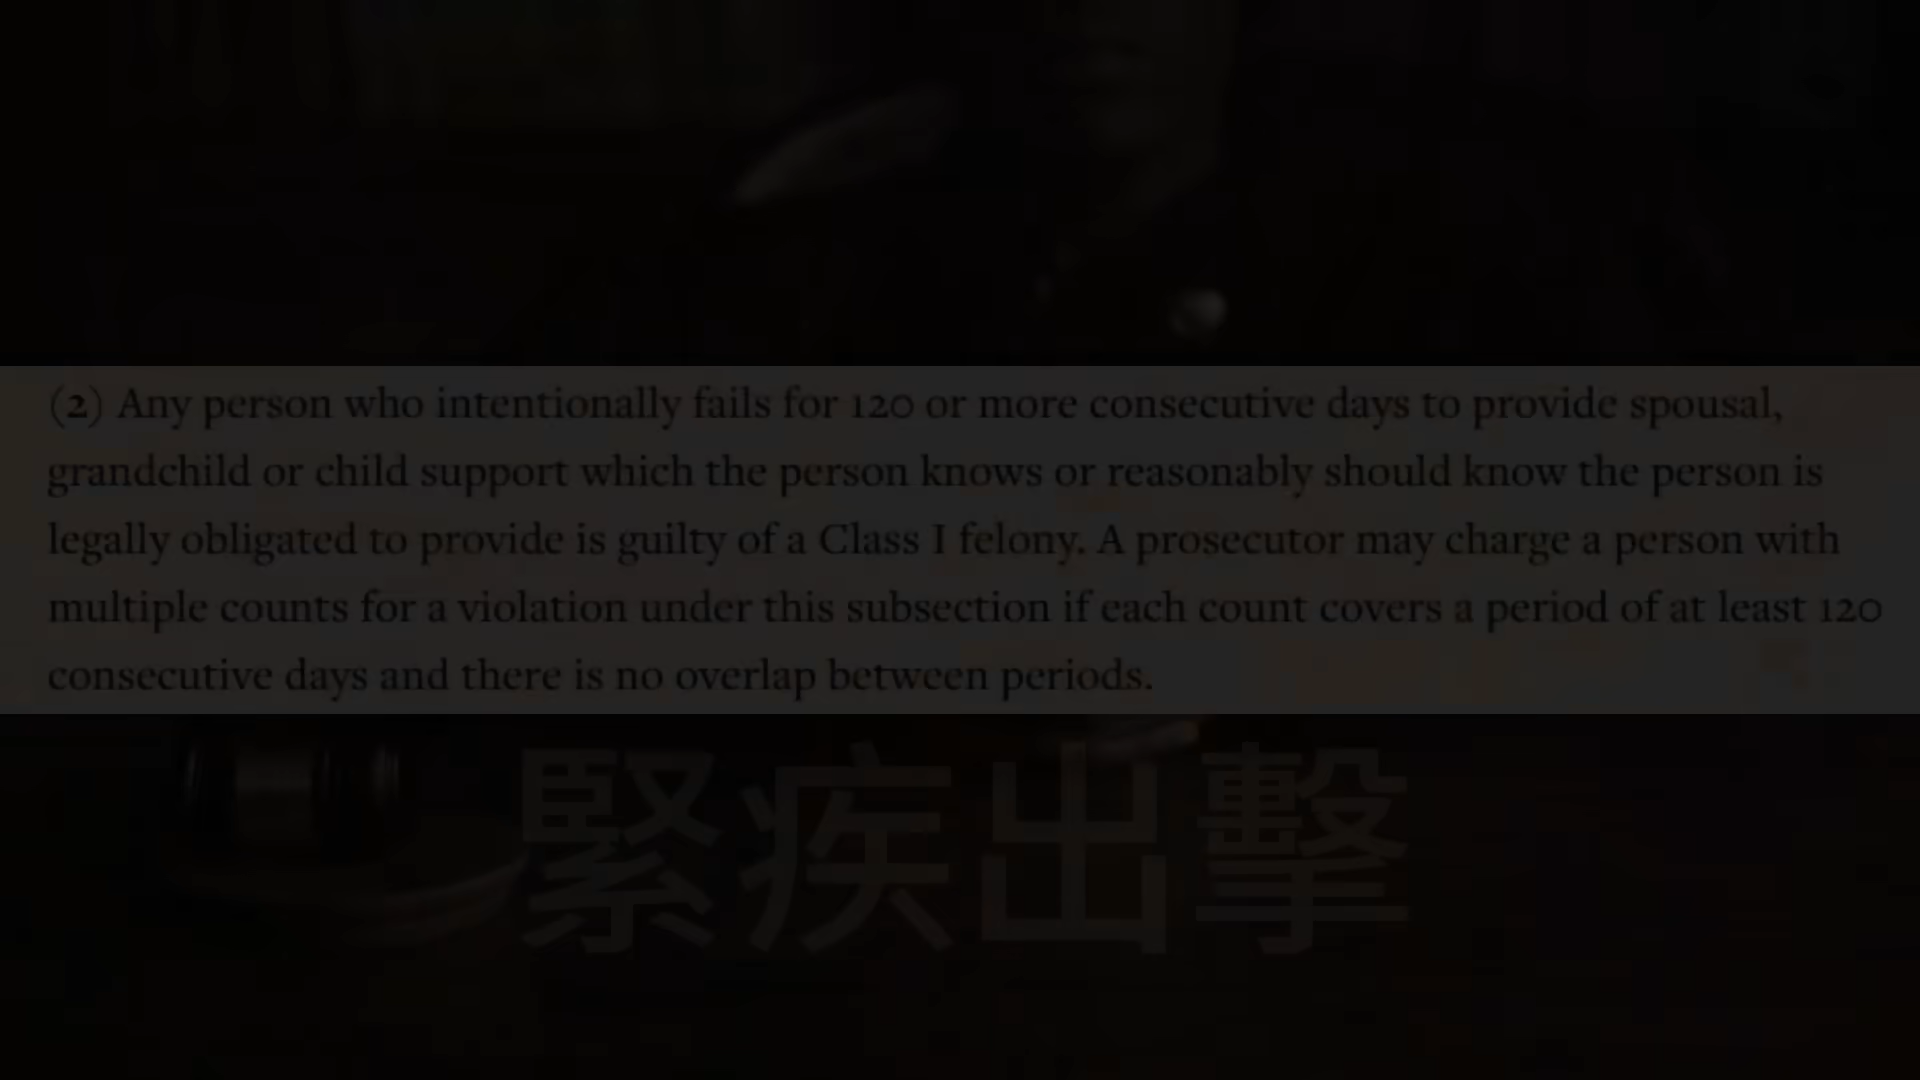 (2) Any person who intentionally fails for 120 or more consecutive days to provide spousal,
grandchild or child support which the person knows or reasonably should know the person is
legally obligated to provide is guilty of a Class I felony. A prosecutor may charge a person with
multiple counts for a violation under this subsection if each count covers a period of at least 120
consecutive days and there is no overlap between periods.
緊疾出擊